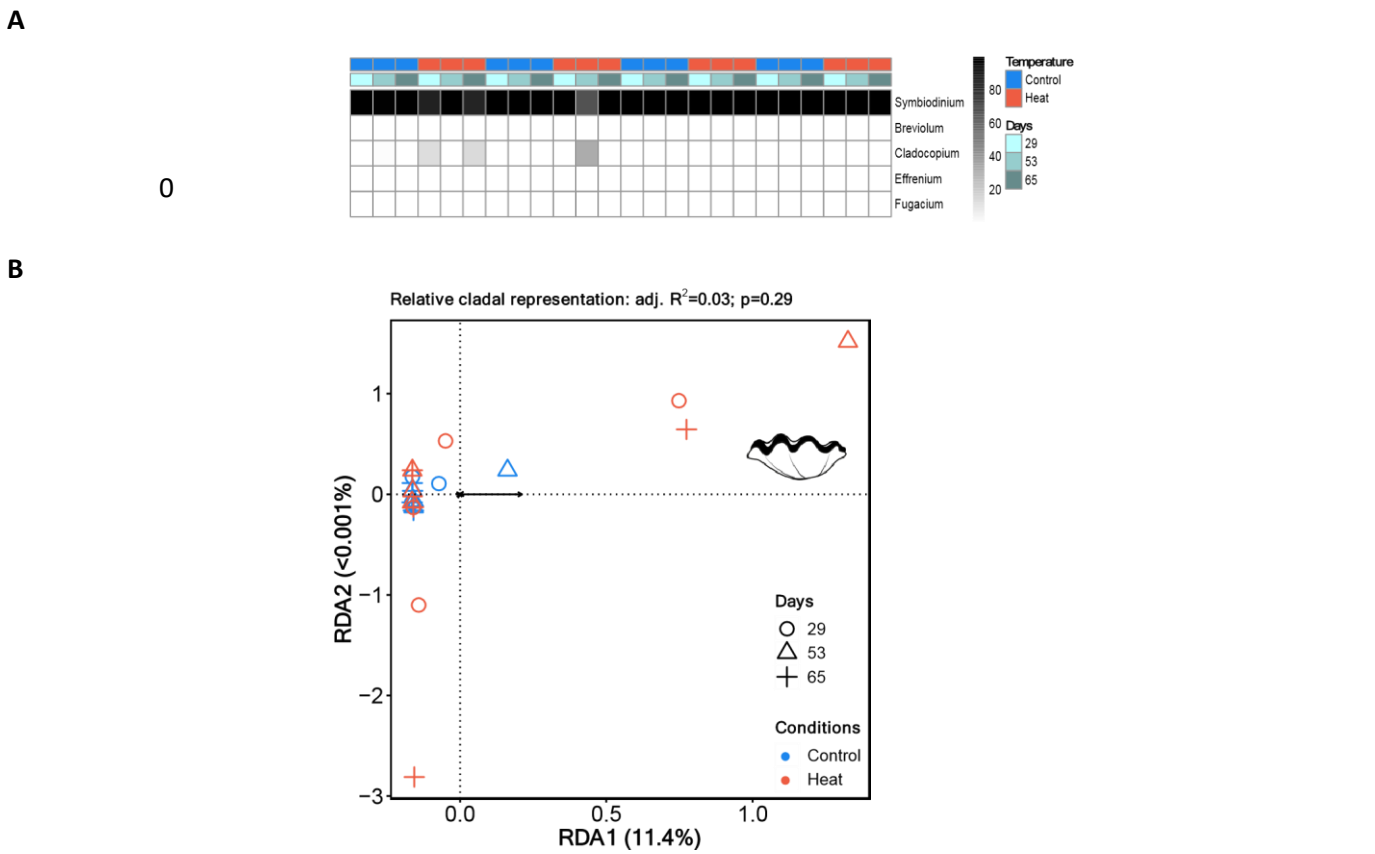 A
Temperature
Control
Heat
80
60
40
20
Days
29
53
65
Symbiodinium
Breviolum
Cladocopium
Effrenium
Fugacium
0
B
Relative cladal representation: adj. R²=0.03; p=0.29
1
0
−1
−2
−3
RDA2 (<0.001%)
Days
29
53
65
Conditions
Control
Heat
0.0
0.5
1.0
RDA1 (11.4%)